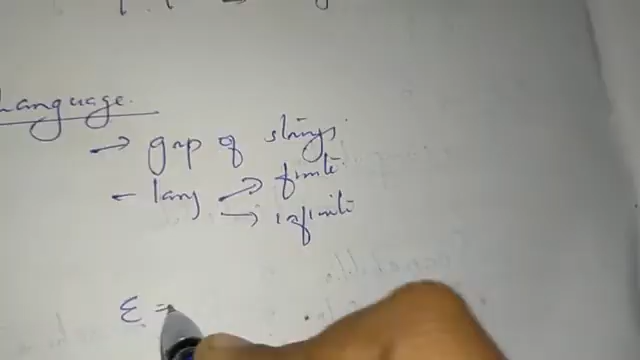 Language.
→ grp of strings.
- lang → finite
→ infinite
Σ =